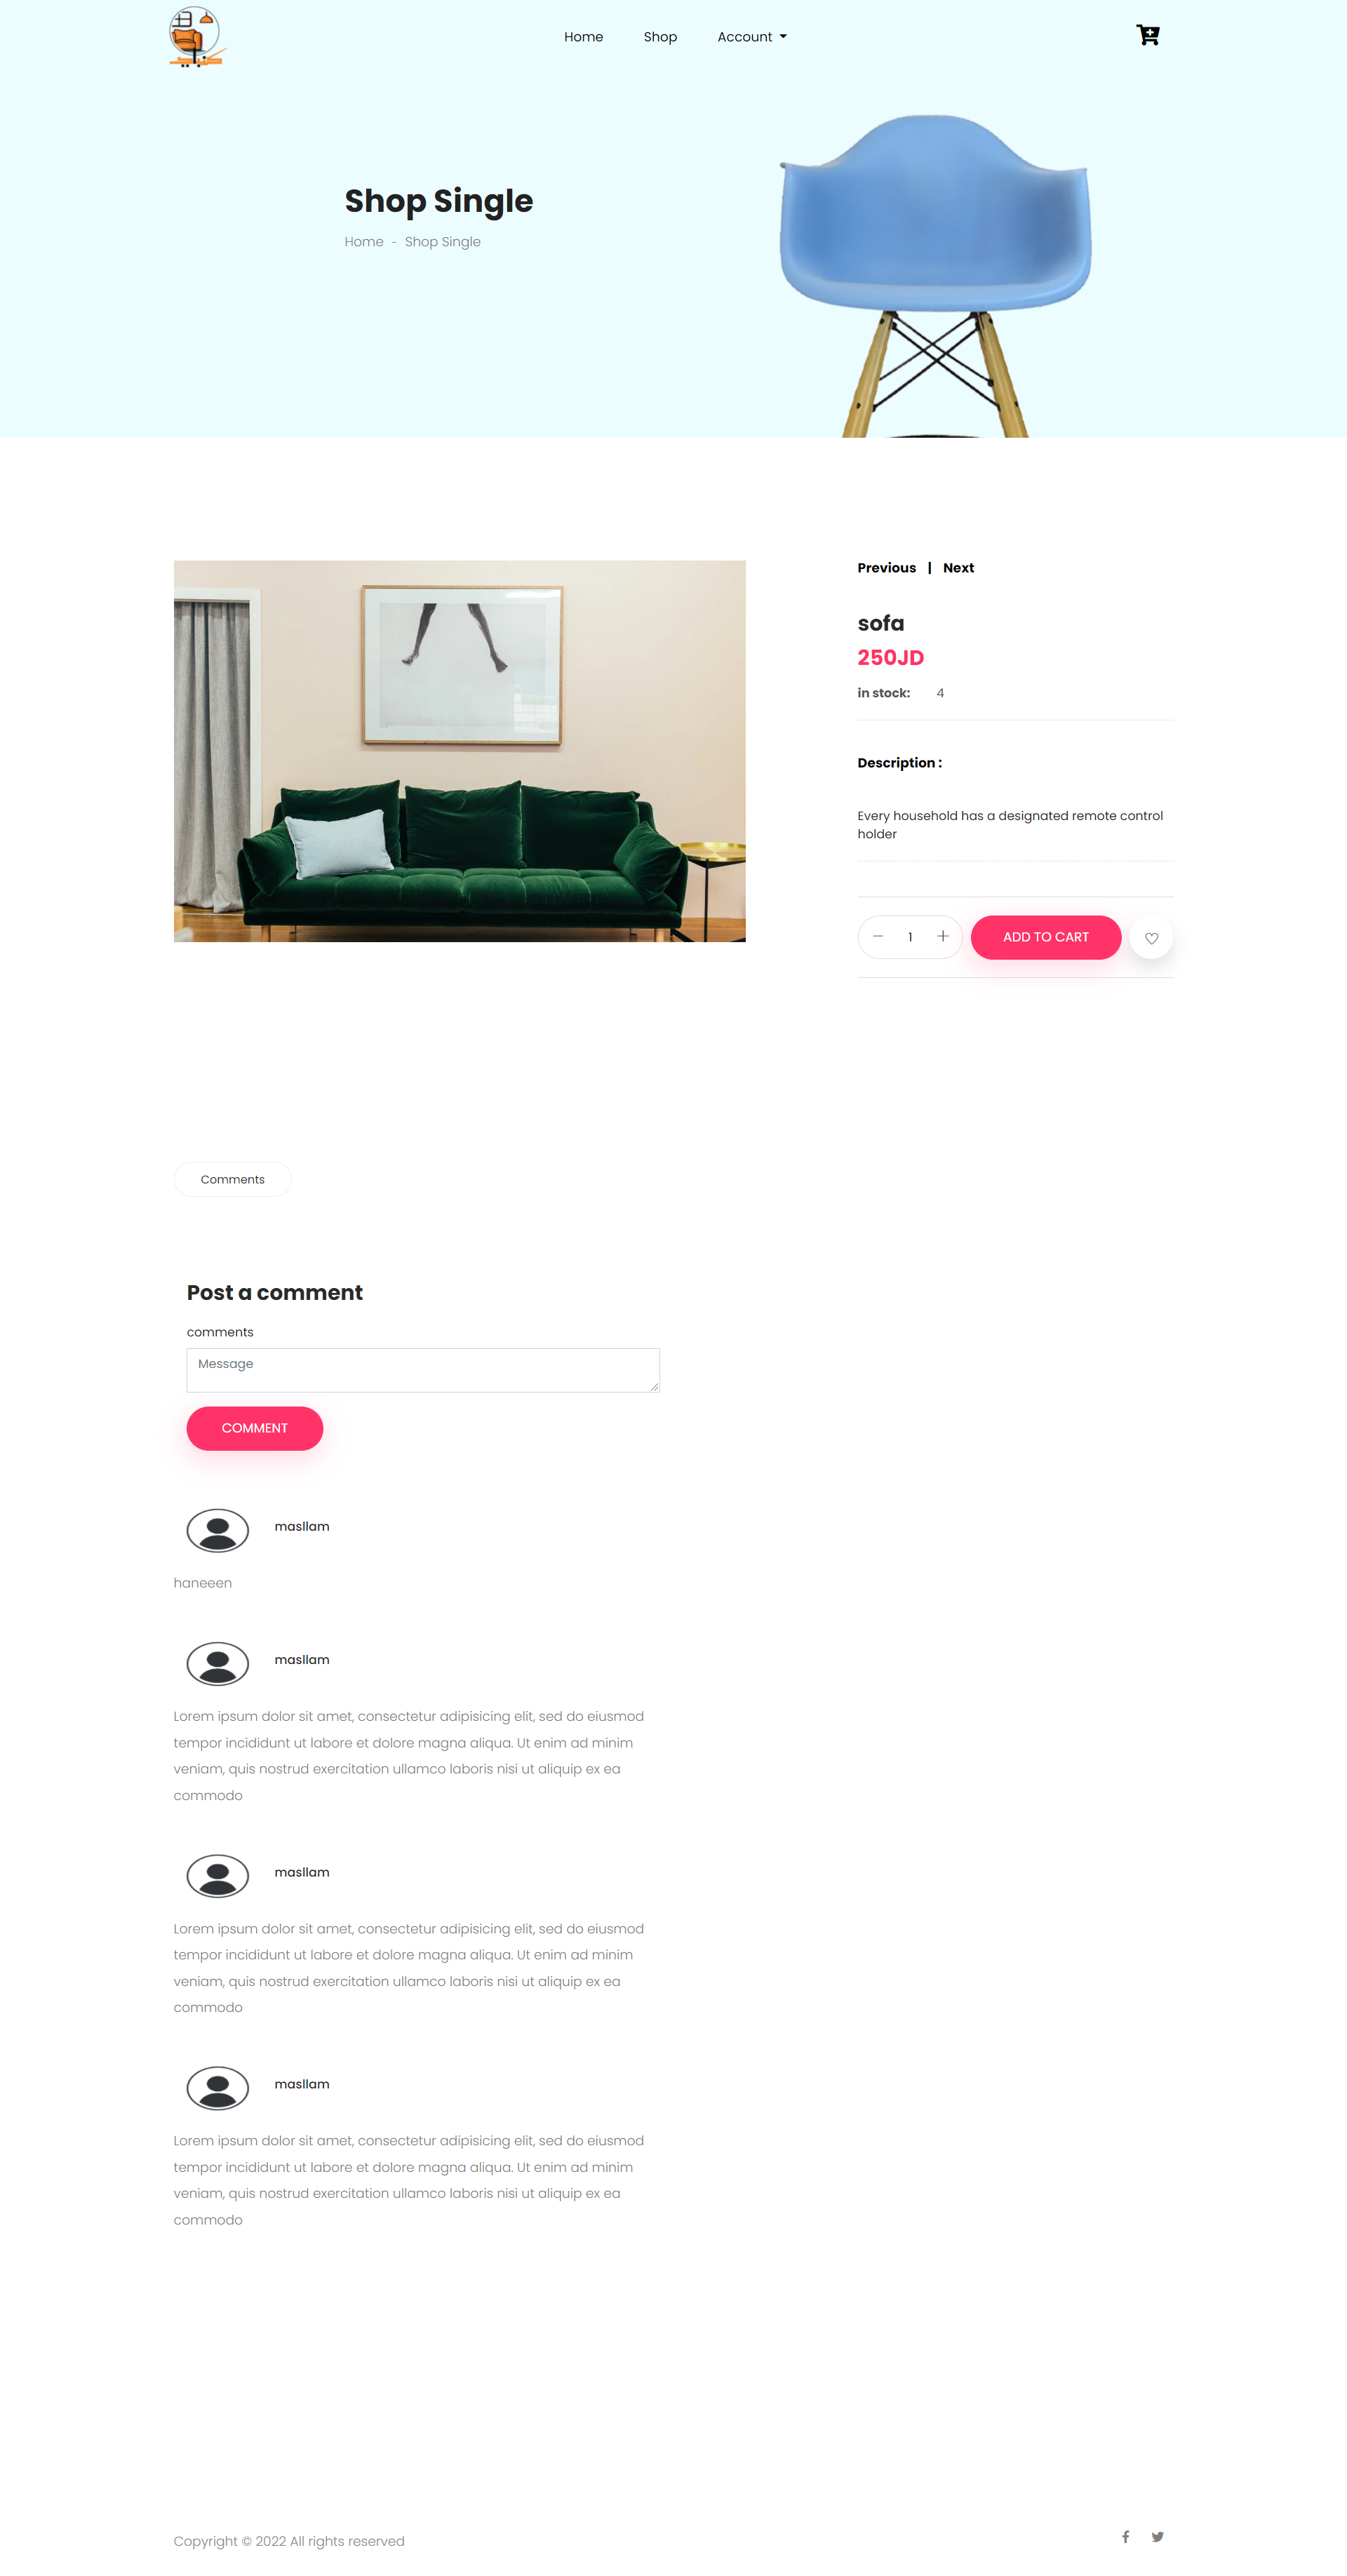 Home Shop Account
Shop Single
Home - Shop Single
Previous | Next
sofa
250JD
in stock: 4
Description :
Every household has a designated remote control
holder
1 ADD TO CART
Comments
Post a comment
comments
Message
COMMENT
masllam
haneeen
masllam
Lorem ipsum dolor sit amet, consectetur adipisicing elit, sed do eiusmod
tempor incididunt ut labore et dolore magna aliqua. Ut enim ad minim
veniam, quis nostrud exercitation ullamco laboris nisi ut aliquip ex ea
commodo
masllam
Lorem ipsum dolor sit amet, consectetur adipisicing elit, sed do eiusmod
tempor incididunt ut labore et dolore magna aliqua. Ut enim ad minim
veniam, quis nostrud exercitation ullamco laboris nisi ut aliquip ex ea
commodo
masllam
Lorem ipsum dolor sit amet, consectetur adipisicing elit, sed do eiusmod
tempor incididunt ut labore et dolore magna aliqua. Ut enim ad minim
veniam, quis nostrud exercitation ullamco laboris nisi ut aliquip ex ea
commodo
Copyright © 2022 All rights reserved